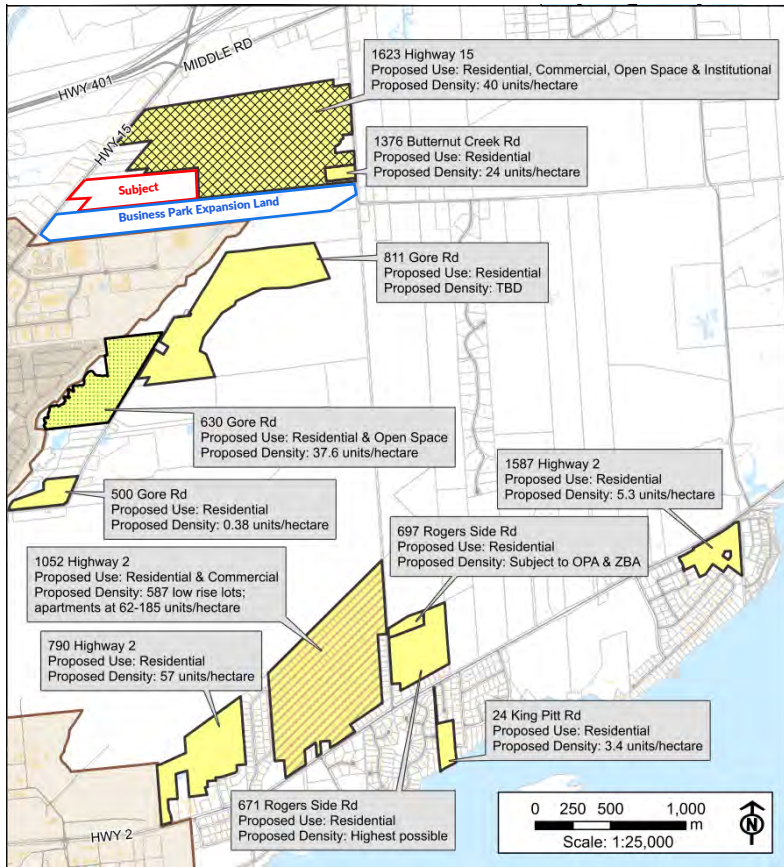 MIDDLE RD
HWY 401
HWY 15
1623 Highway 15
Proposed Use: Residential, Commercial, Open Space & Institutional
Proposed Density: 40 units/hectare
1376 Butternut Creek Rd
Proposed Use: Residential
Proposed Density: 24 units/hectare
Subject
Business Park Expansion Land
811 Gore Rd
Proposed Use: Residential
Proposed Density: TBD
630 Gore Rd
Proposed Use: Residential & Open Space
Proposed Density: 37.6 units/hectare
1587 Highway 2
Proposed Use: Residential
Proposed Density: 5.3 units/hectare
500 Gore Rd
Proposed Use: Residential
Proposed Density: 0.38 units/hectare
697 Rogers Side Rd
Proposed Use: Residential
Proposed Density: Subject to OPA & ZBA
1052 Highway 2
Proposed Use: Residential & Commercial
Proposed Density: 587 low rise lots;
apartments at 62-185 units/hectare
790 Highway 2
Proposed Use: Residential
Proposed Density: 57 units/hectare
24 King Pitt Rd
Proposed Use: Residential
Proposed Density: 3.4 units/hectare
671 Rogers Side Rd
Proposed Use: Residential
Proposed Density: Highest possible
HWY 2
0 250 500 1,000
m
Scale: 1:25,000
N